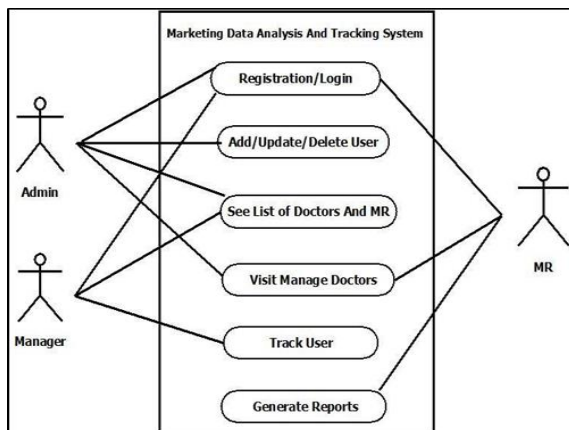 Marketing Data Analysis And Tracking System
Registration/Login
Add/Update/Delete User
Admin
See List of Doctors And MR
MR
Visit Manage Doctors
Manager
Track User
Generate Reports